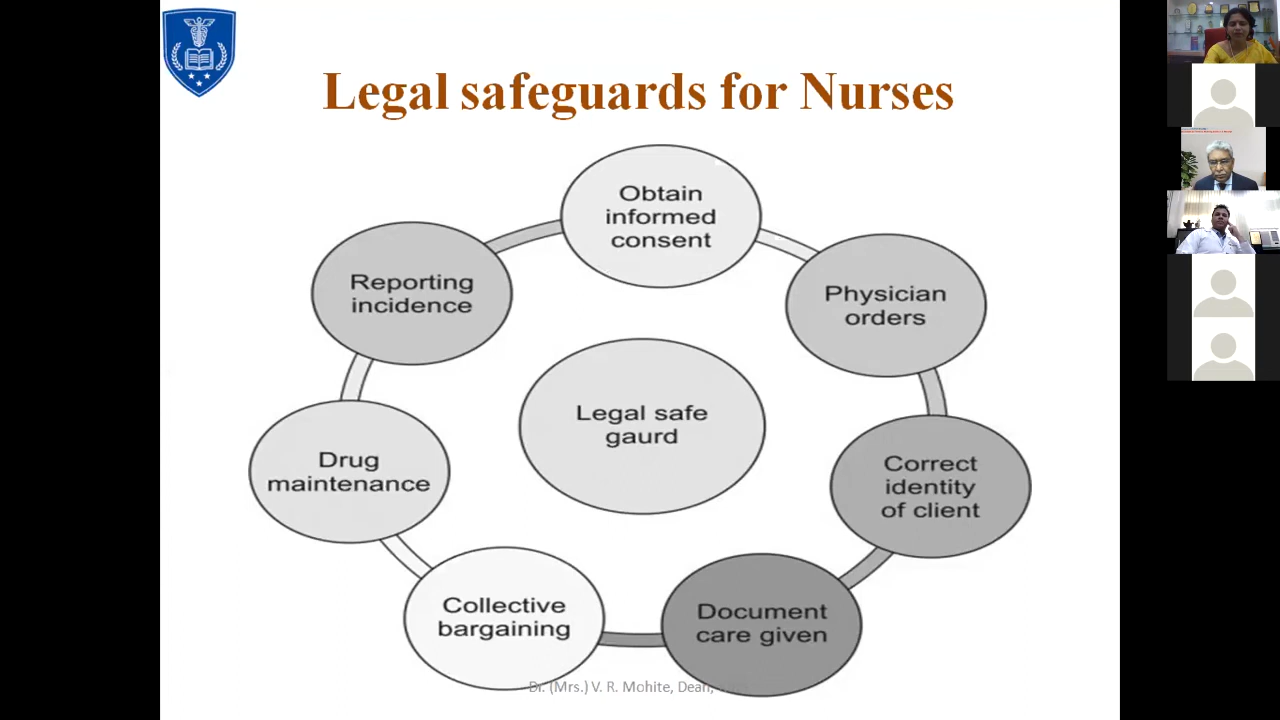 Legal safeguards for Nurses
Obtain
informed
consent
Physician
orders
Correct
identity
of client
Document
care given
Collective
bargaining
Drug
maintenance
Reporting
incidence
Legal safe
gaurd
Dr. (Mrs.) V. R. Mohite, Dean,